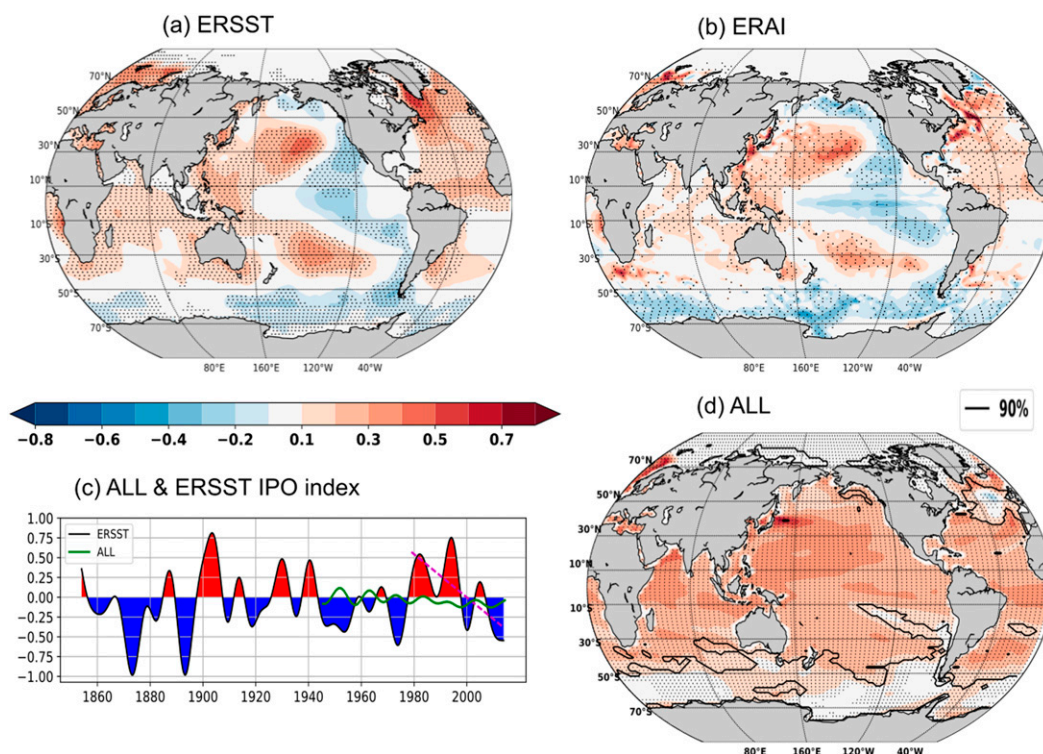 (a) ERSST
(b) ERAI
70°N
50°N
30°N
10°N
10°S
30°S
50°S
70°S
80°E 160°E 120°W 40°W
70°N
50°N
30°N
10°N
10°S
30°S
50°S
70°S
80°E 160°E 120°W 40°W
−0.8 −0.6 −0.4 −0.2 0.1 0.3 0.5 0.7
(d) ALL
90%
(c) ALL & ERSST IPO index
1.00
0.75
0.50
0.25
0.00
−0.25
−0.50
−0.75
−1.00
ERSST
ALL
1860 1880 1900 1920 1940 1960 1980 2000
70°N
50°N
30°N
10°N
10°S
30°S
50°S
70°S
80°E 160°E 120°W 40°W